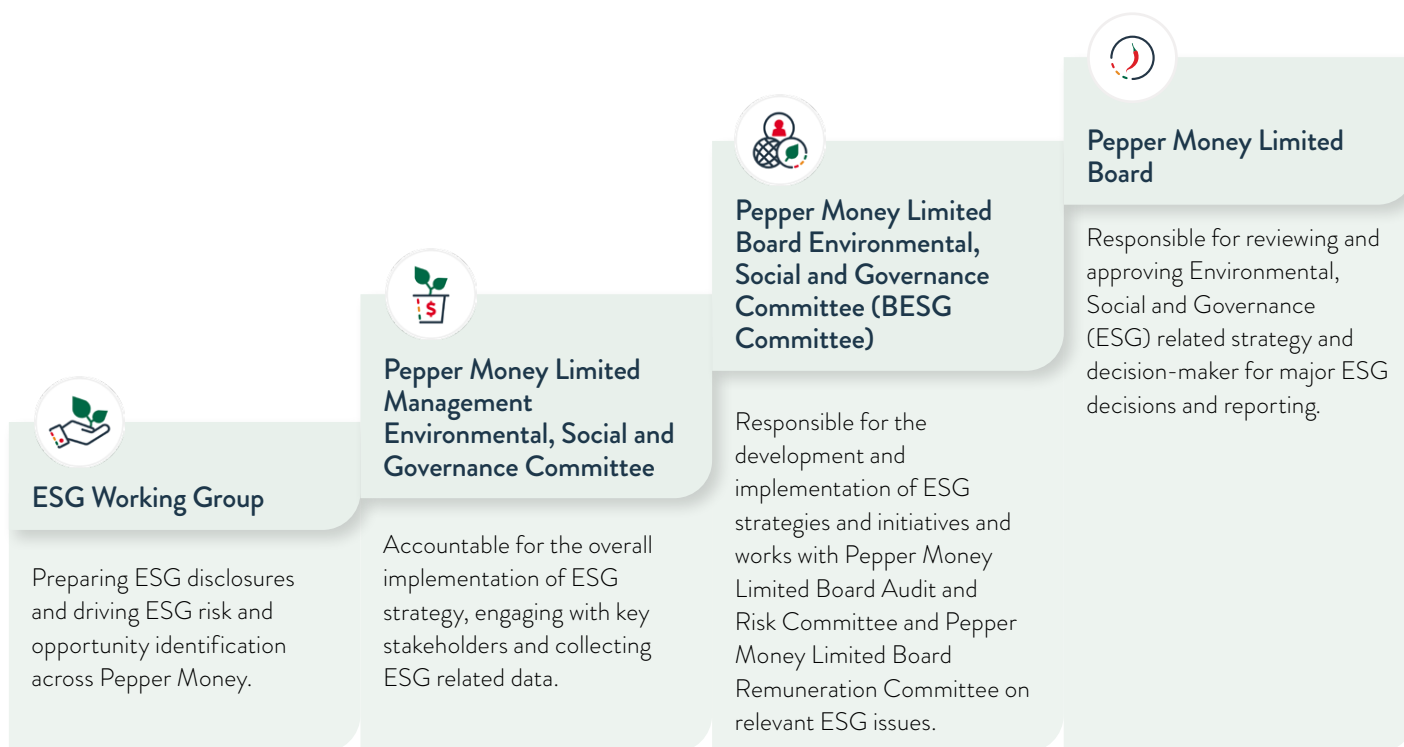 ESG Working Group
Preparing ESG disclosures
and driving ESG risk and
opportunity identification
across Pepper Money.
$
Pepper Money Limited
Management
Environmental, Social and
Governance Committee
Accountable for the overall
implementation of ESG
strategy, engaging with key
stakeholders and collecting
ESG related data.
Pepper Money Limited
Board Environmental,
Social and Governance
Committee (BESG
Committee)
Responsible for the
development and
implementation of ESG
strategies and initiatives and
works with Pepper Money
Limited Board Audit and
Risk Committee and Pepper
Money Limited Board
Remuneration Committee on
relevant ESG issues.
Pepper Money Limited
Board
Responsible for reviewing and
approving Environmental,
Social and Governance
(ESG) related strategy and
decision-maker for major ESG
decisions and reporting.